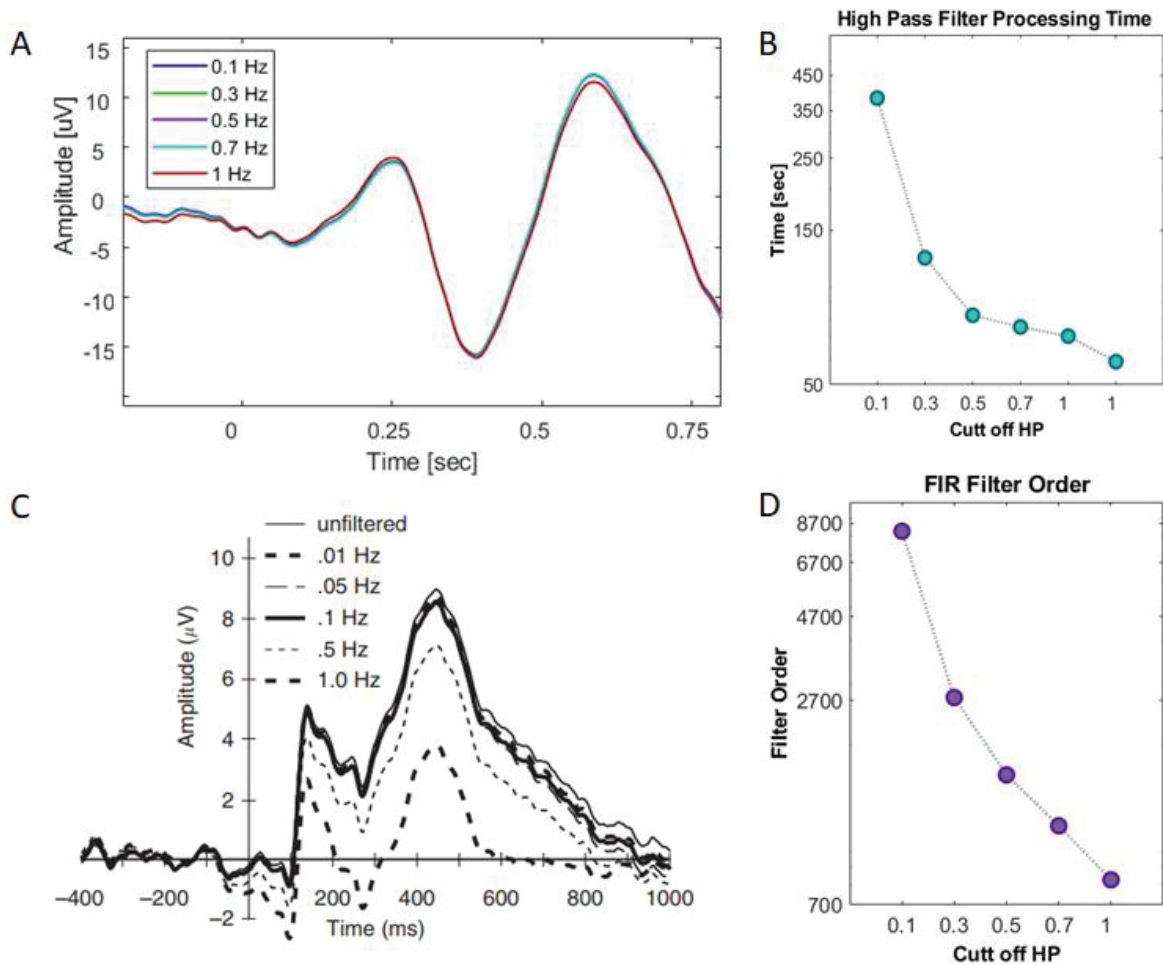 A
15
10
5
0
-5
-10
-15
Amplitude [uV]
0.1 Hz
0.3 Hz
0.5 Hz
0.7 Hz
1 Hz
0 0.25 0.5 0.75
Time [sec]
B
High Pass Filter Processing Time
450
350
250
150
50
Time [sec]
0.1 0.3 0.5 0.7 1 1
Cutt off HP
C
unfiltered
.01 Hz
.05 Hz
.1 Hz
.5 Hz
1.0 Hz
10
8
6
4
2
−2
Amplitude (μV)
−400 −200 200 400 600 800 1000
Time (ms)
D
FIR Filter Order
8700
6700
4700
2700
700
Filter Order
0.1 0.3 0.5 0.7 1
Cutt off HP